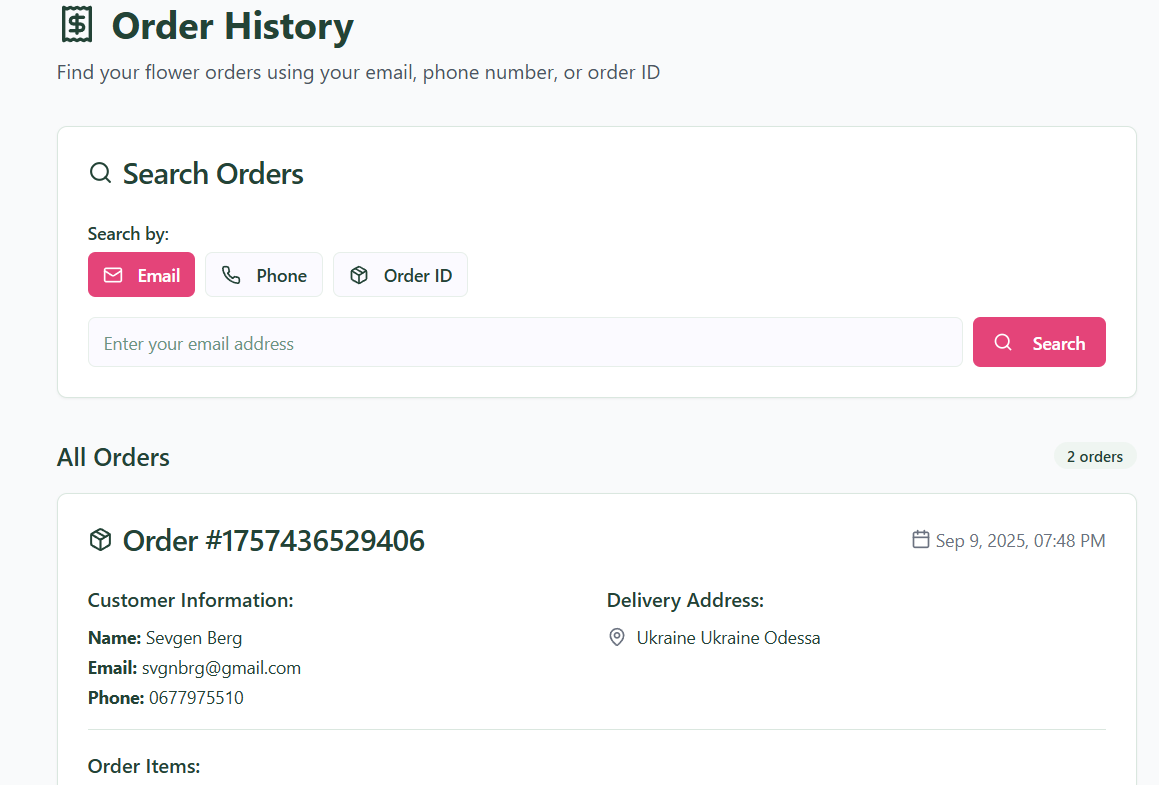 Order History
Find your flower orders using your email, phone number, or order ID
Search Orders
Search by:
Email
Phone
Order ID
Enter your email address
Search
All Orders
2 orders
Order #1757436529406
Sep 9, 2025, 07:48 PM
Customer Information:
Delivery Address:
Name: Sevgen Berg
Ukraine Ukraine Odessa
Email: svgnbrg@gmail.com
Phone: 0677975510
Order Items: